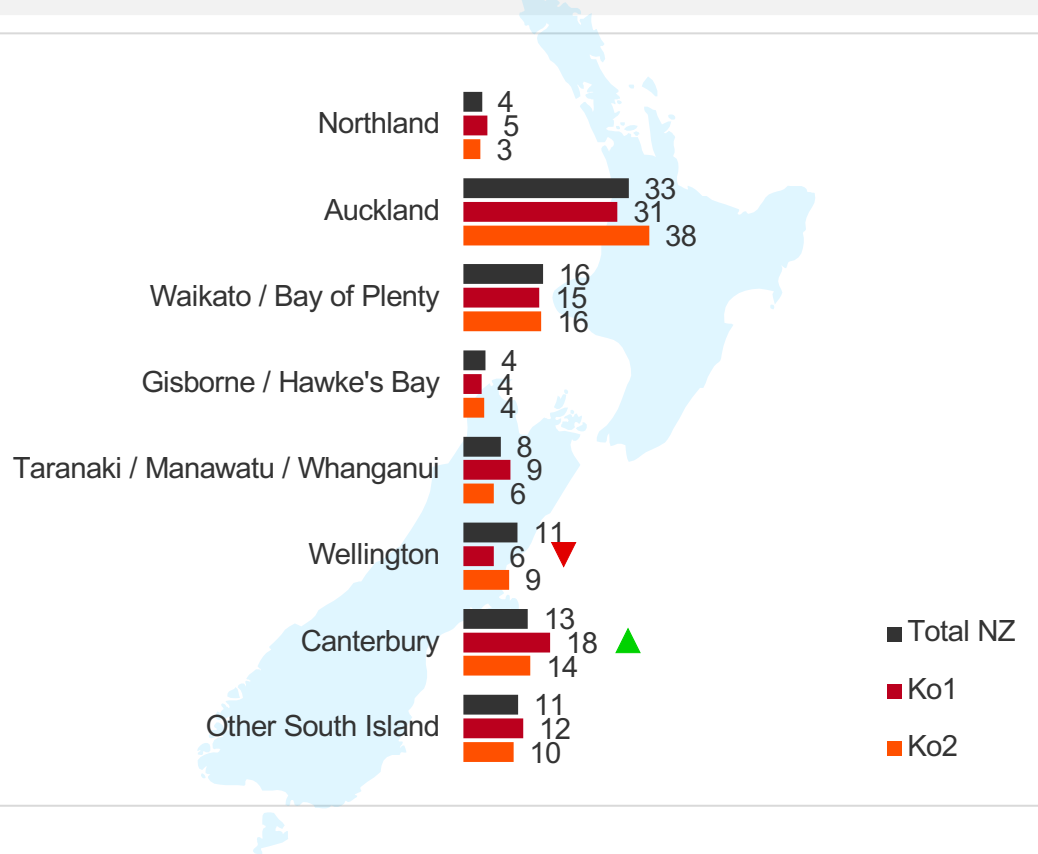 Northland
4
5
3
Auckland
33
31
38
Waikato / Bay of Plenty
16
15
16
Gisborne / Hawke's Bay
4
4
4
Taranaki / Manawatu / Whanganui
8
9
6
Wellington
11
6
9
Canterbury
13
18
14
Other South Island
11
12
10
Total NZ
Ko1
Ko2